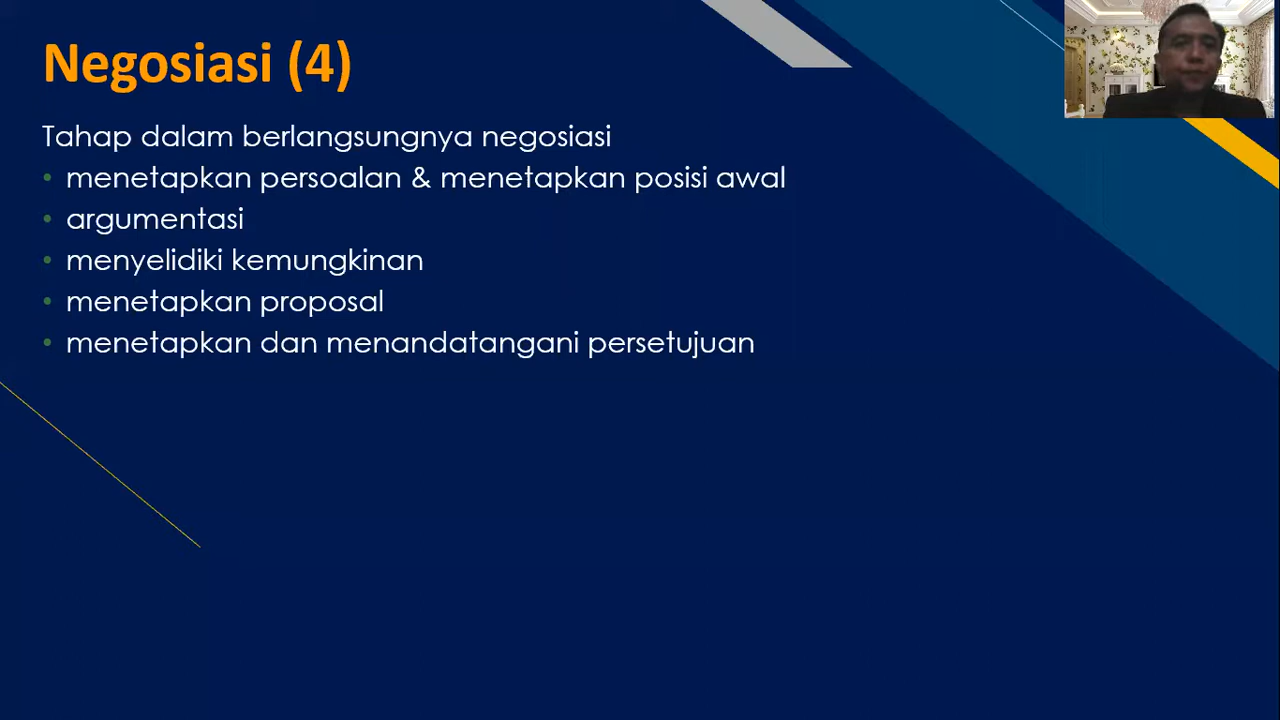 Negosiasi (4)
Tahap dalam berlangsungnya negosiasi
• menetapkan persoalan & menetapkan posisi awal
• argumentasi
• menyelidiki kemungkinan
• menetapkan proposal
• menetapkan dan menandatangani persetujuan